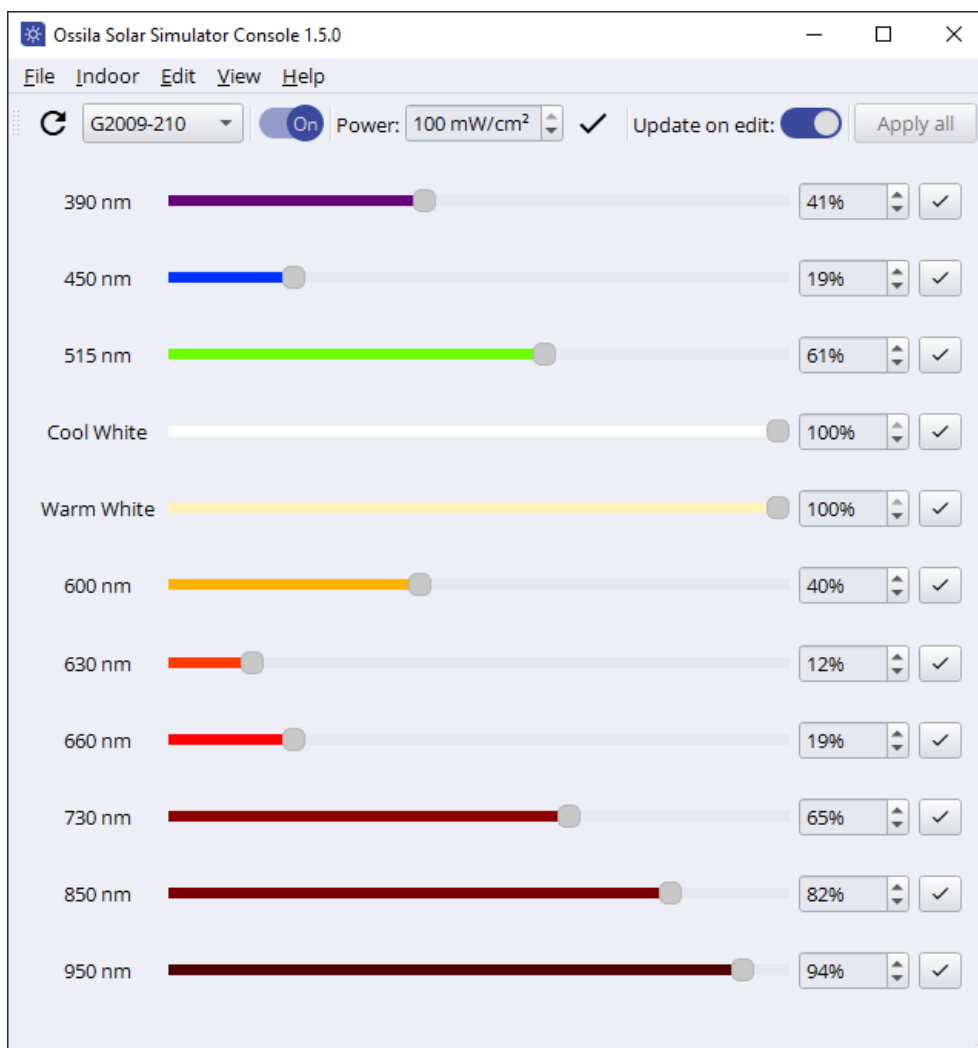 Ossila Solar Simulator Console 1.5.0
File Indoor Edit View Help
G2009-210 On Power: 100 mW/cm² Update on edit: Apply all
390 nm 41%
450 nm 19%
515 nm 61%
Cool White 100%
Warm White 100%
600 nm 40%
630 nm 12%
660 nm 19%
730 nm 65%
850 nm 82%
950 nm 94%